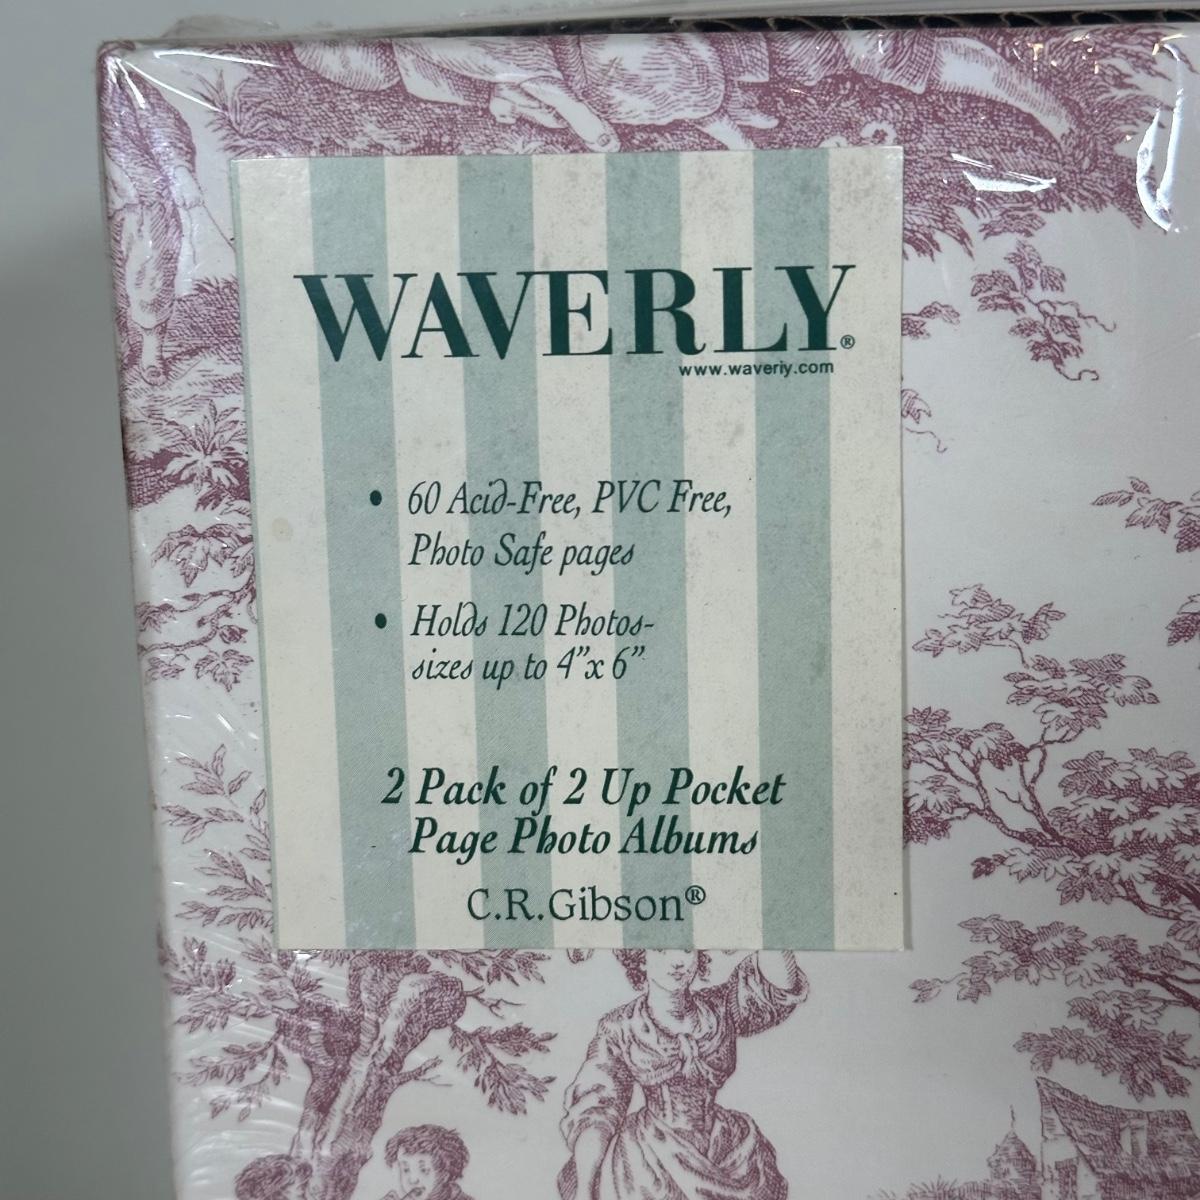 WAVERLY®
www.waverly.com
• 60 Acid-Free, PVC Free,
Photo Safe pages
• Holds 120 Photos-
sizes up to 4”x 6”
2 Pack of 2 Up Pocket
Page Photo Albums
C.R.Gibson®